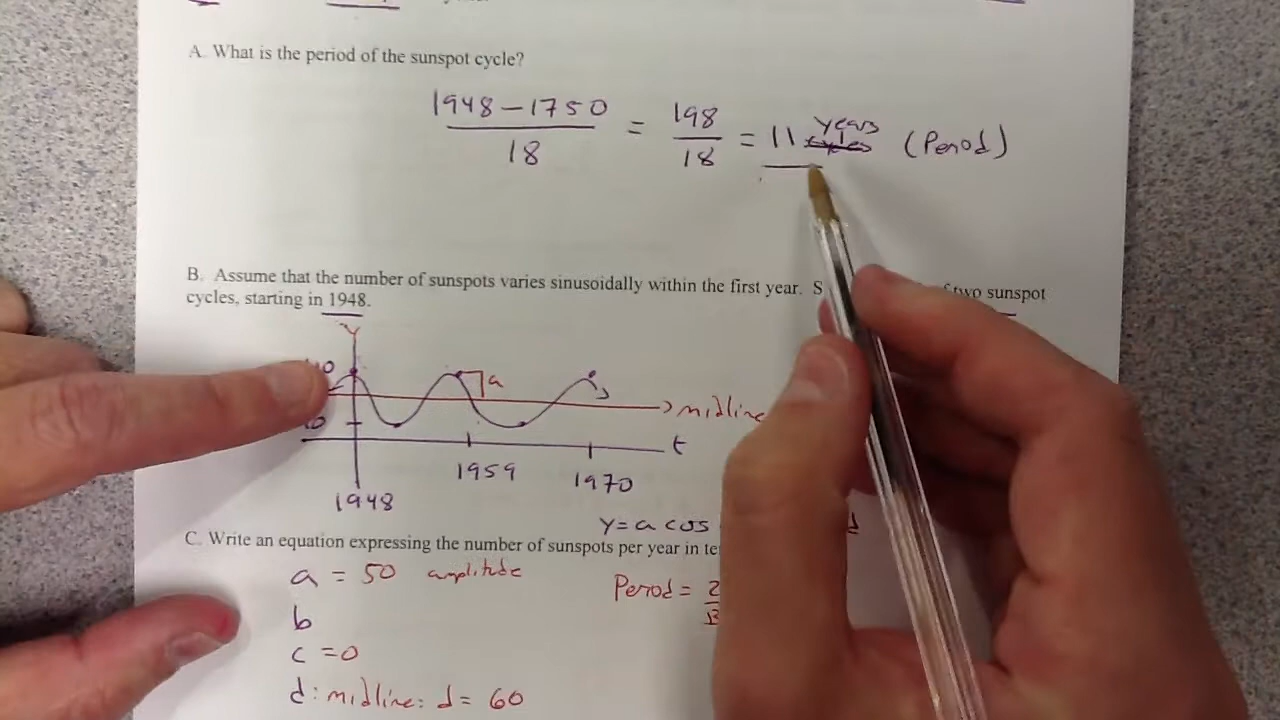 A. What is the period of the sunspot cycle?
1948 - 1750 / 18 = 198 / 18 = 11 years (Period)
B. Assume that the number of sunspots varies sinusoidally within the first year. S two sunspot
cycles, starting in 1948.
y
a
midline
t
1959
1970
1948
y = a cos d
C. Write an equation expressing the number of sunspots per year in te
a = 50 amplitude
Period = 2
b
c = 0
d: midline: d = 60